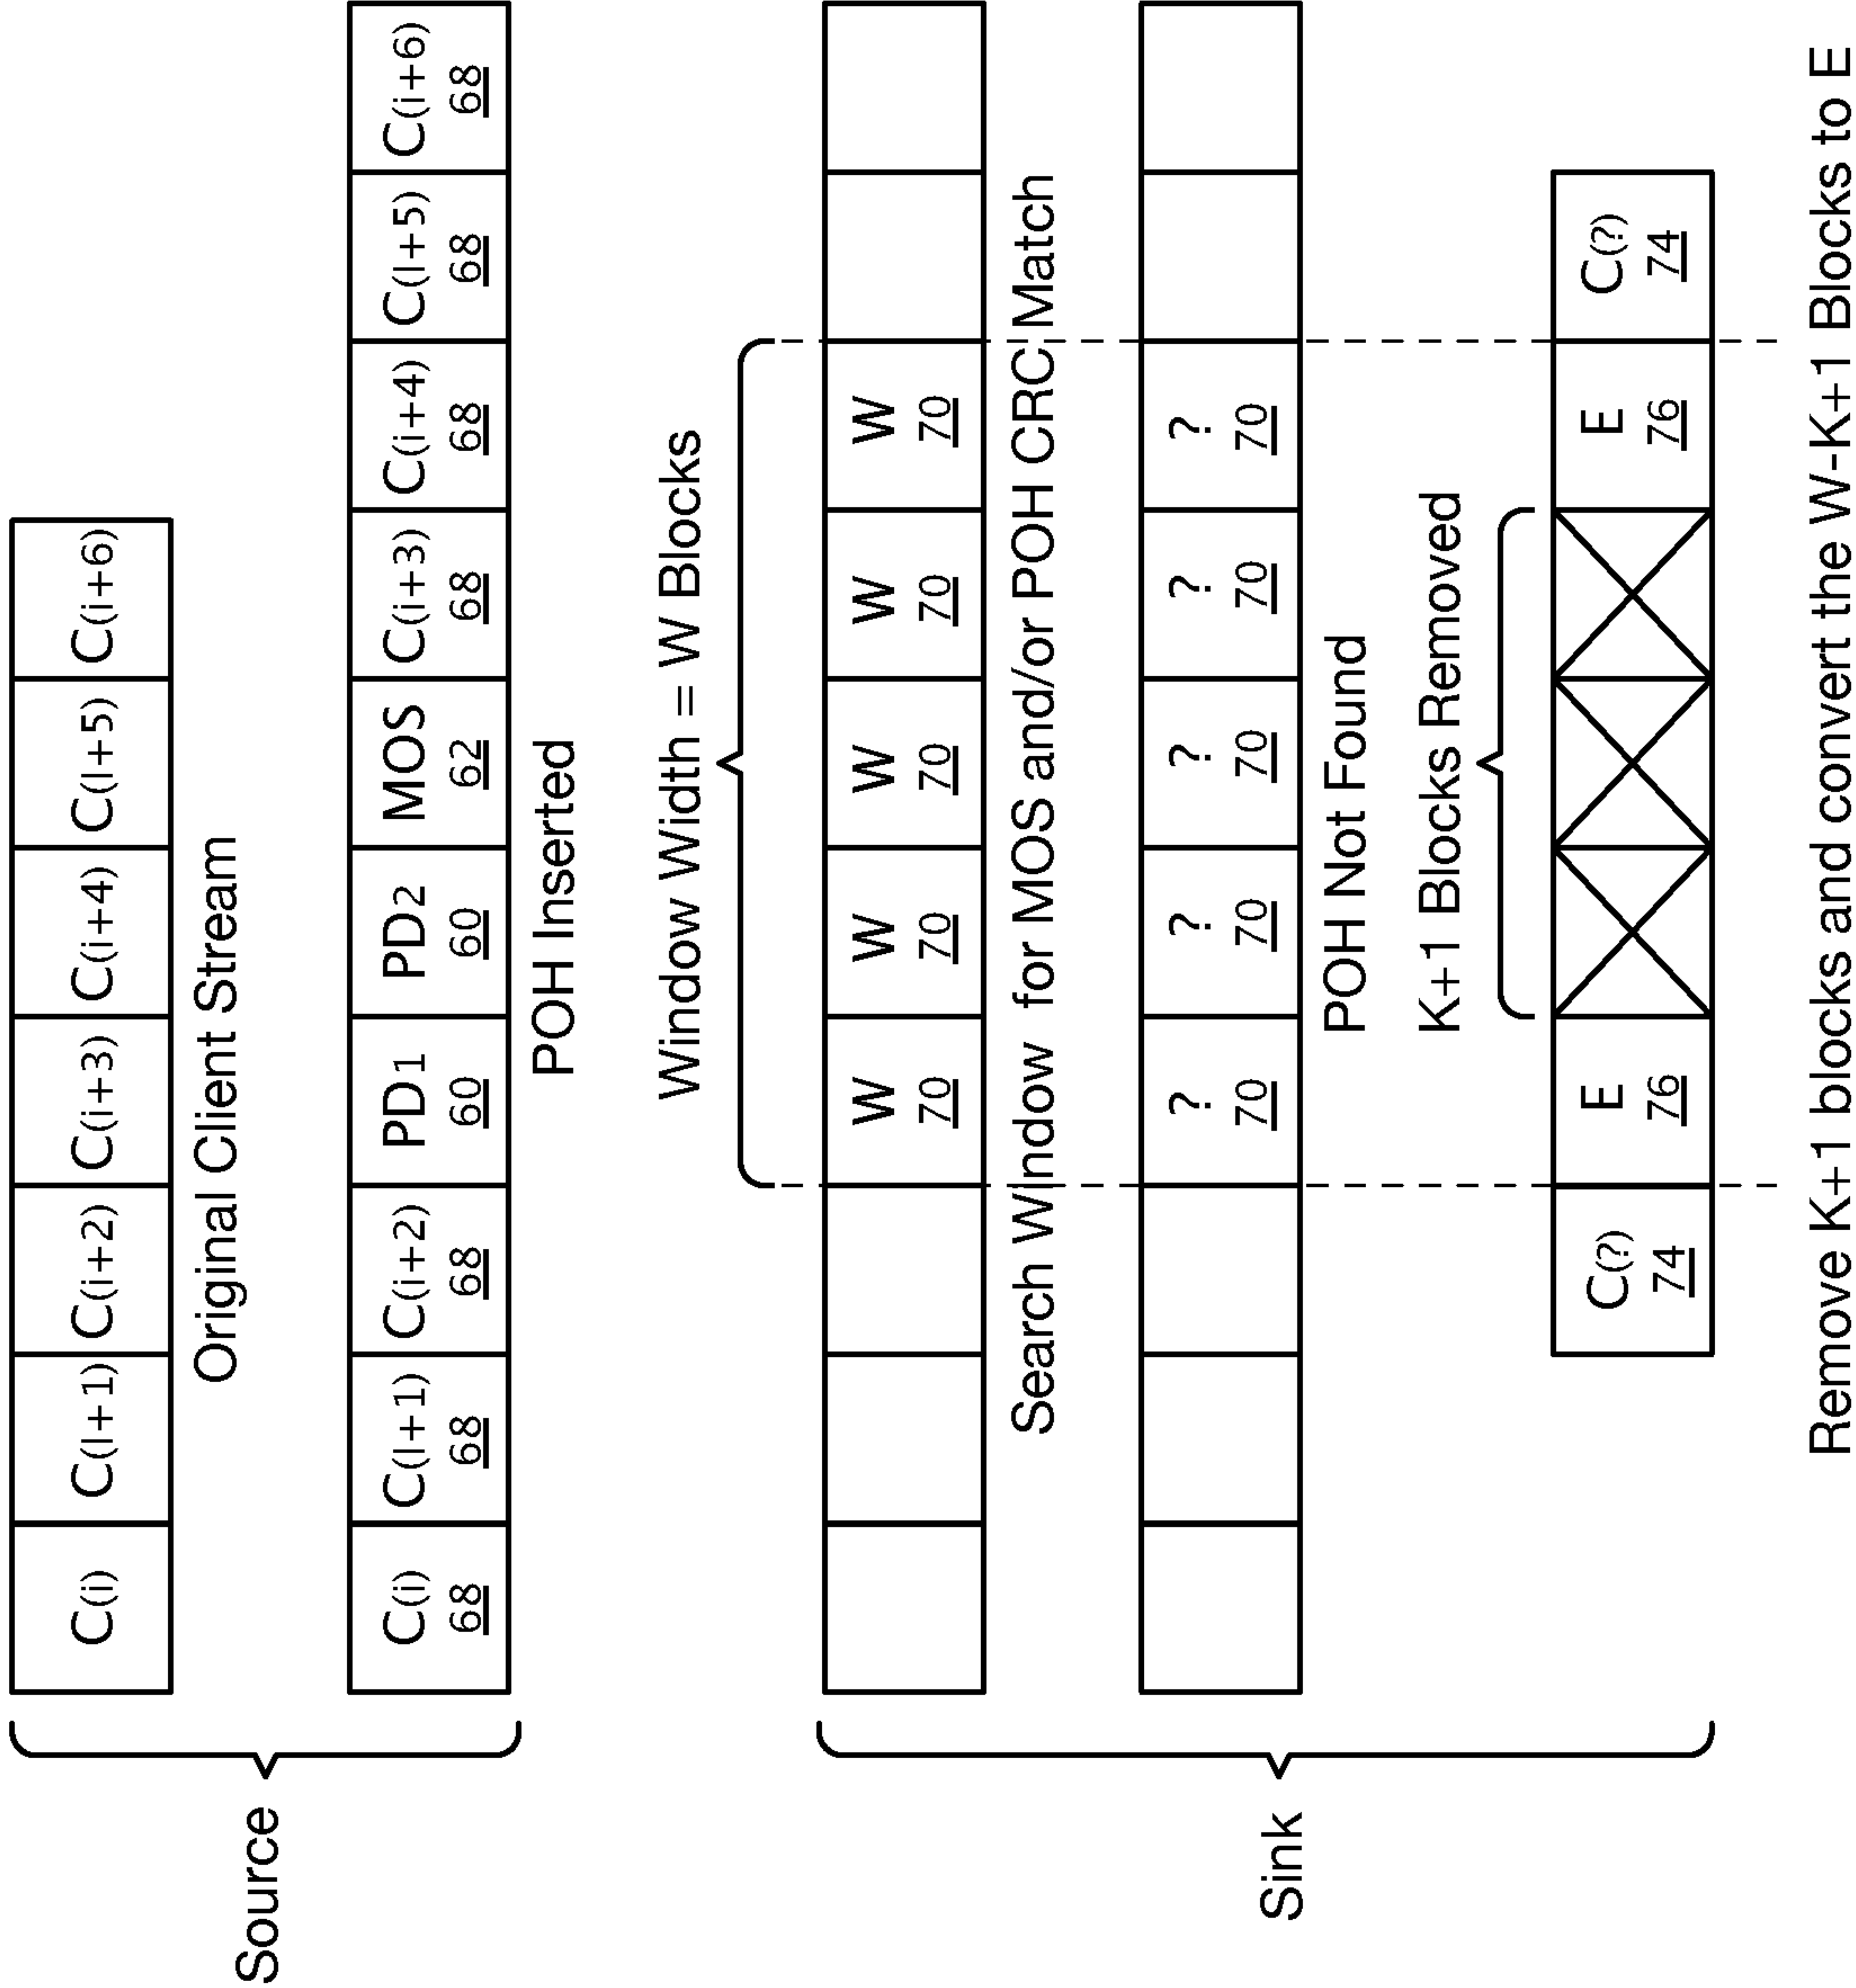 Source
C(i) C(I+1) C(i+2) C(i+3) C(i+4) C(I+5) C(i+6)
Original Client Stream
C(i) C(I+1) C(i+2) PD1 PD2 MOS C(i+3) C(i+4) C(I+5) C(i+6)
68 68 68 60 60 62 68 68 68 68
POH Inserted
Sink
Window Width = W Blocks
W W W W W
70 70 70 70 70
Search Window for MOS and/or POH CRC Match
? ? ? ? ?
70 70 70 70 70
POH Not Found
K+1 Blocks Removed
C(?) E E C(?)
74 76 76 74
Remove K+1 blocks and convert the W-K+1 Blocks to E